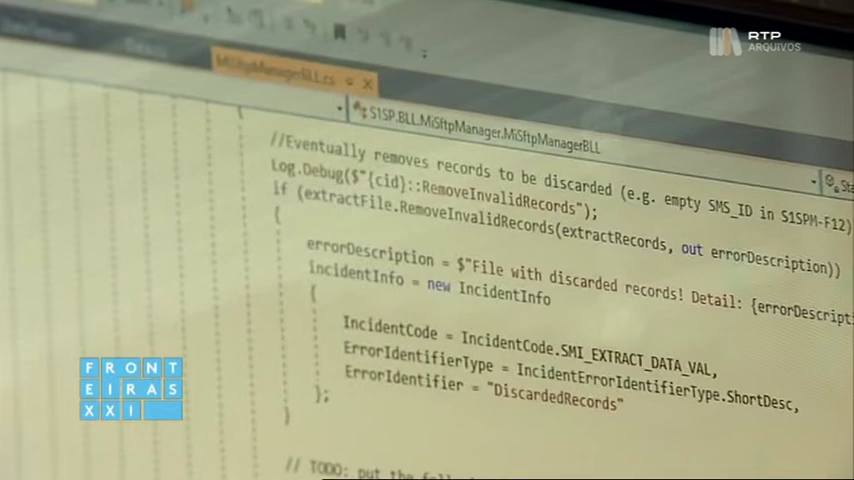 RTP
ARQUIVOS
MiSftpManagerBLL.cs
S1SP.BLL.MiSftpManager.MiSftpManagerBLL
Sta
//Eventually removes records to be discarded (e.g. empty SMS_ID in S1SPM-F12)
Log.Debug($"{cid}::RemoveInvalidRecords");
if (extractFile.RemoveInvalidRecords(extractRecords, out errorDescription))
{
errorDescription = $"File with discarded records! Detail: {errorDescripti
incidentInfo = new IncidentInfo
{
IncidentCode = IncidentCode.SMI_EXTRACT_DATA_VAL,
ErrorIdentifierType = IncidentErrorIdentifierType.ShortDesc,
ErrorIdentifier = "DiscardedRecords"
};
}
// TODO: put the
FRONT
EIRAS
XXI